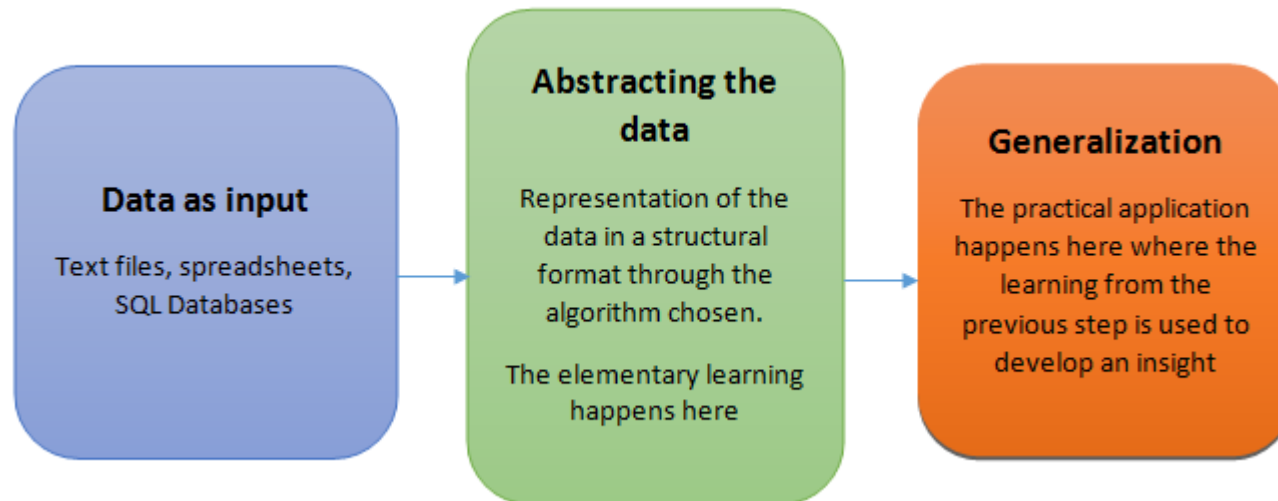 Data as input
Text files, spreadsheets,
SQL Databases
Abstracting the
data
Representation of the
data in a structural
format through the
algorithm chosen.
The elementary learning
happens here
Generalization
The practical application
happens here where the
learning from the
previous step is used to
develop an insight